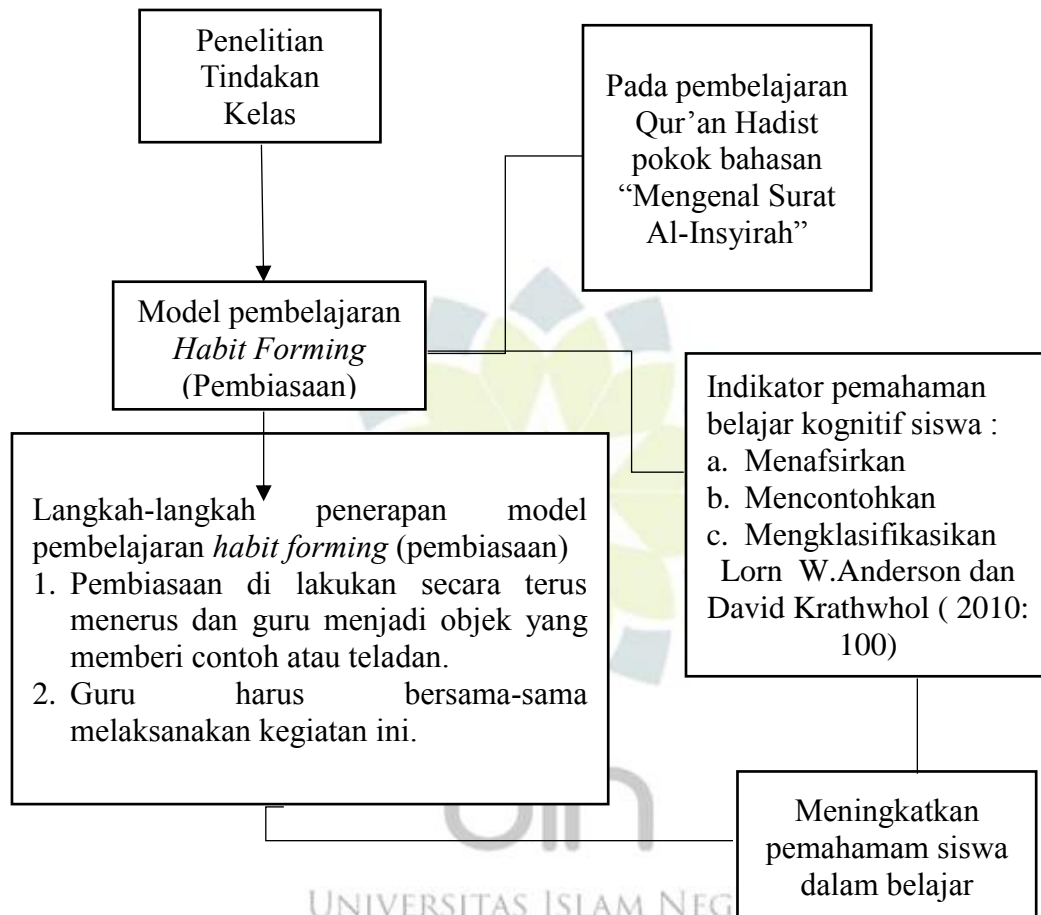 Penelitian
Tindakan
Kelas
Pada pembelajaran
Qur’an Hadist
pokok bahasan
“Mengenal Surat
Al-Insyirah”
Model pembelajaran
Habit Forming
(Pembiasaan)
Indikator pemahaman
belajar kognitif siswa :
a. Menafsirkan
b. Mencontohkan
c. Mengklasifikasikan
Lorn W.Anderson dan
David Krathwhol ( 2010:
100)
Langkah-langkah penerapan model
pembelajaran habit forming (pembiasaan)
1. Pembiasaan di lakukan secara terus
menerus dan guru menjadi objek yang
memberi contoh atau teladan.
2. Guru harus bersama-sama
melaksanakan kegiatan ini.
Meningkatkan
pemahamam siswa
dalam belajar
UNIVERSITAS ISLAM NEG